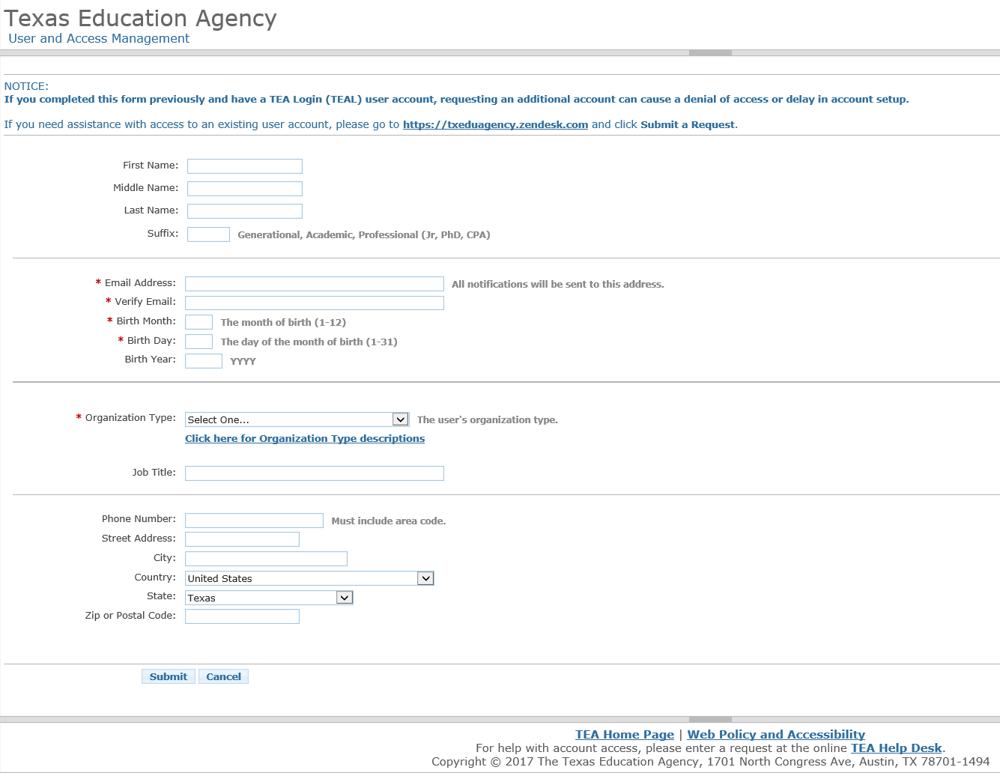 Texas Education Agency
User and Access Management
NOTICE:
If you completed this form previously and have a TEA Login (TEAL) user account, requesting an additional account can cause a denial of access or delay in account setup.
If you need assistance with access to an existing user account, please go to https://txeduagency.zendesk.com and click Submit a Request.
First Name:
Middle Name:
Last Name:
Suffix: Generational, Academic, Professional (Jr, PhD, CPA)
* Email Address: All notifications will be sent to this address.
* Verify Email:
* Birth Month: The month of birth (1-12)
* Birth Day: The day of the month of birth (1-31)
Birth Year: YYYY
* Organization Type: Select One... The user's organization type.
Click here for Organization Type descriptions
Job Title:
Phone Number: Must include area code.
Street Address:
City:
Country: United States
State: Texas
Zip or Postal Code:
Submit Cancel
TEA Home Page | Web Policy and Accessibility
For help with account access, please enter a request at the online TEA Help Desk.
Copyright © 2017 The Texas Education Agency, 1701 North Congress Ave, Austin, TX 78701-1494